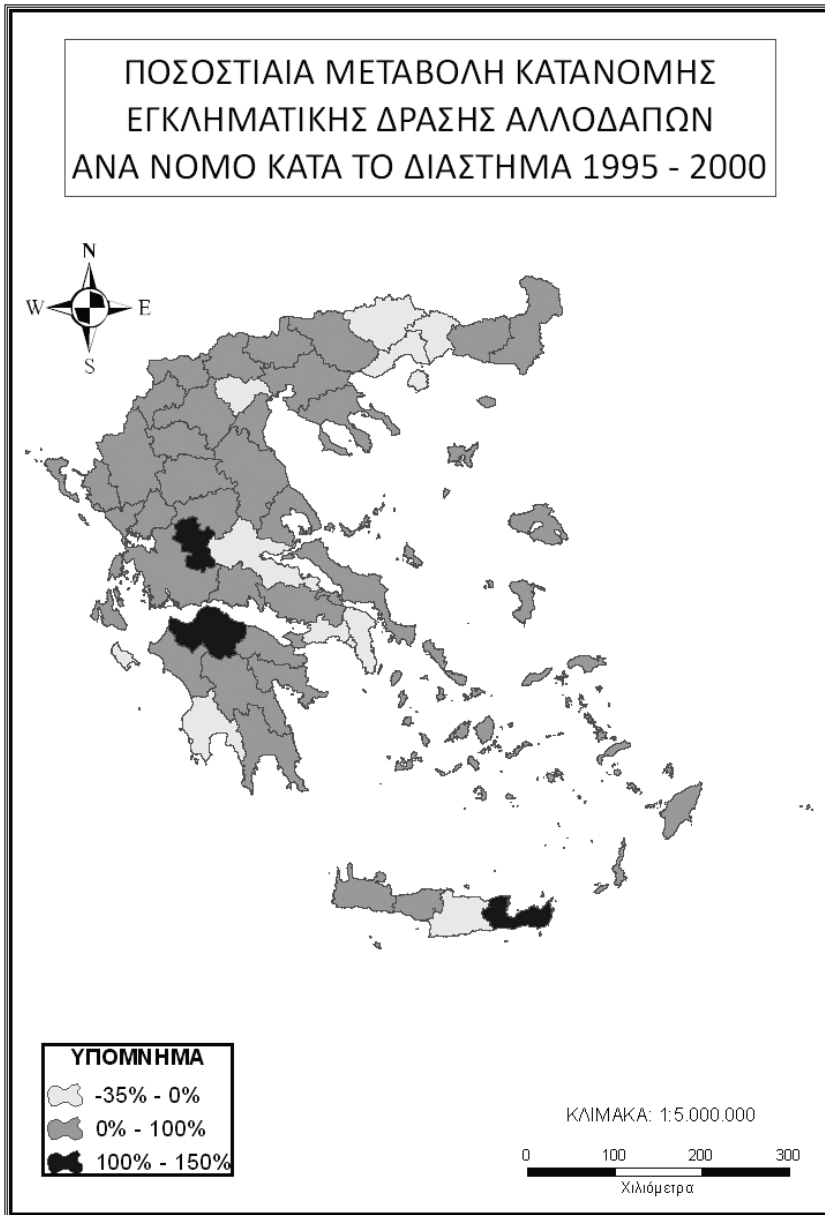 ΠΟΣΟΣΤΙΑΙΑ ΜΕΤΑΒΟΛΗ ΚΑΤΑΝΟΜΗΣ
ΕΓΚΛΗΜΑΤΙΚΗΣ ΔΡΑΣΗΣ ΑΛΛΟΔΑΠΩΝ
ΑΝΑ ΝΟΜΟ ΚΑΤΑ ΤΟ ΔΙΑΣΤΗΜΑ 1995 - 2000
N
W E
S
ΥΠΟΜΝΗΜΑ
-35% - 0%
0% - 100%
100% - 150%
ΚΛΙΜΑΚΑ: 1:5.000.000
0 100 200 300
Χιλιόμετρα